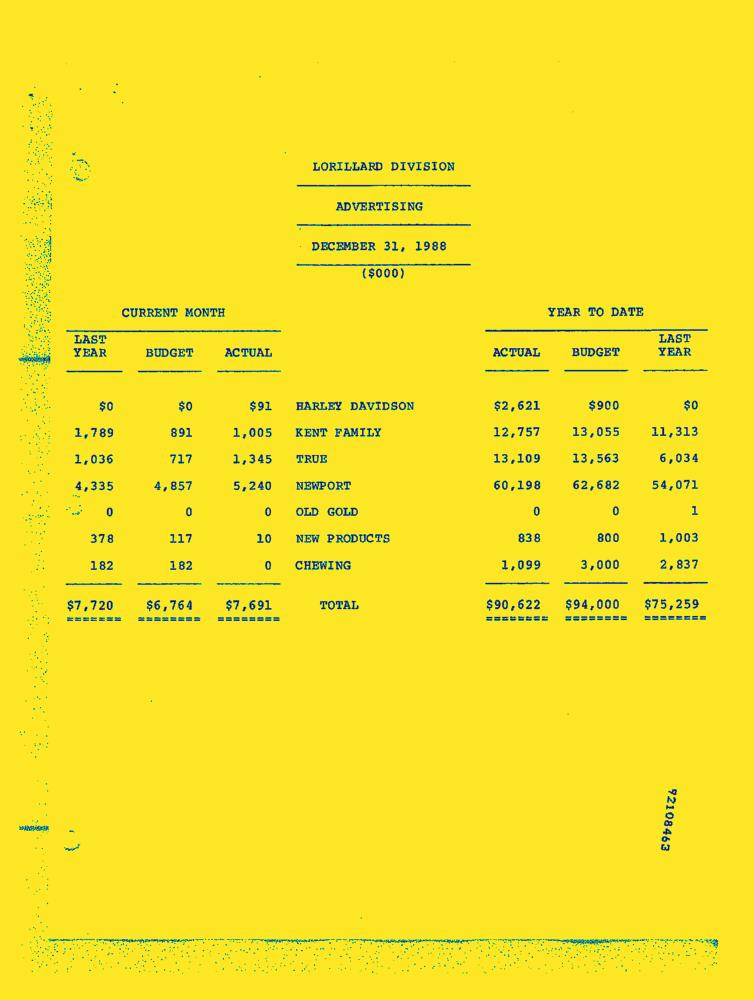 LORILLARD DIVISION
ADVERTISING
DECEMBER 31, 1988
($000)
CURRENT MONTH YEAR TO DATE
LAST YEAR BUDGET ACTUAL ACTUAL BUDGET LAST YEAR
$0 $0 $91 HARLEY DAVIDSON $2,621 $900 $0
1,789 891 1,005 KENT FAMILY 12,757 13,055 11,313
1,036 717 1,345 TRUE 13,109 13,563 6,034
4,335 4,857 5,240 NEWPORT 60,198 62,682 54,071
0 0 0 OLD GOLD 0 0 1
378 117 10 NEW PRODUCTS 838 800 1,003
182 182 0 CHEWING 1,099 3,000 2,837
$7,720 $6,764 $7,691 TOTAL $90,622 $94,000 $75,259
92108463